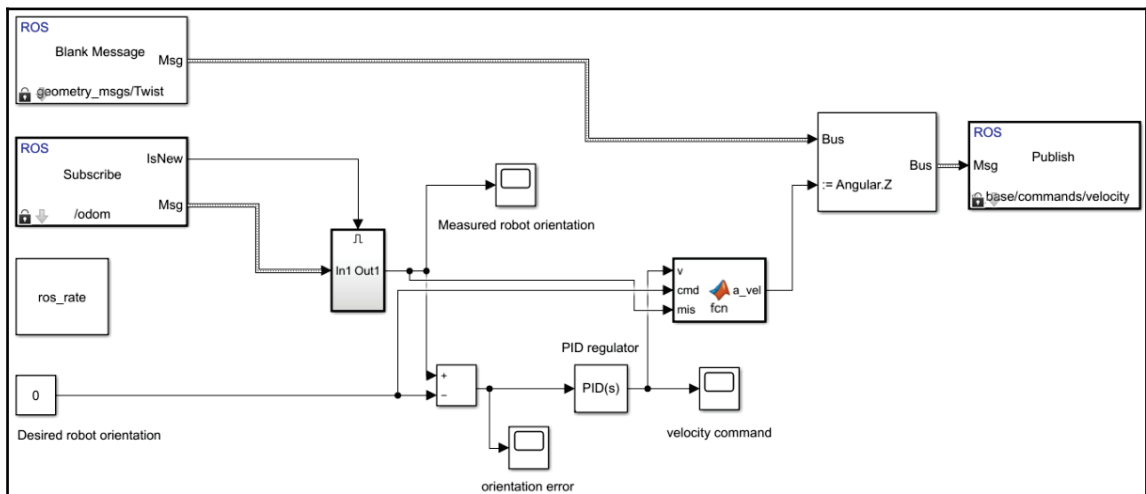 ROS
Blank Message
Msg
geometry_msgs/Twist
ROS
IsNew
Subscribe
Msg
/odom
Bus
Bus
:= Angular.Z
ROS
Publish
Msg
base/commands/velocity
Measured robot orientation
In1 Out1
ros_rate
v
cmd
a_vel
mis
fcn
PID regulator
+
−
PID(s)
0
Desired robot orientation
velocity command
orientation error